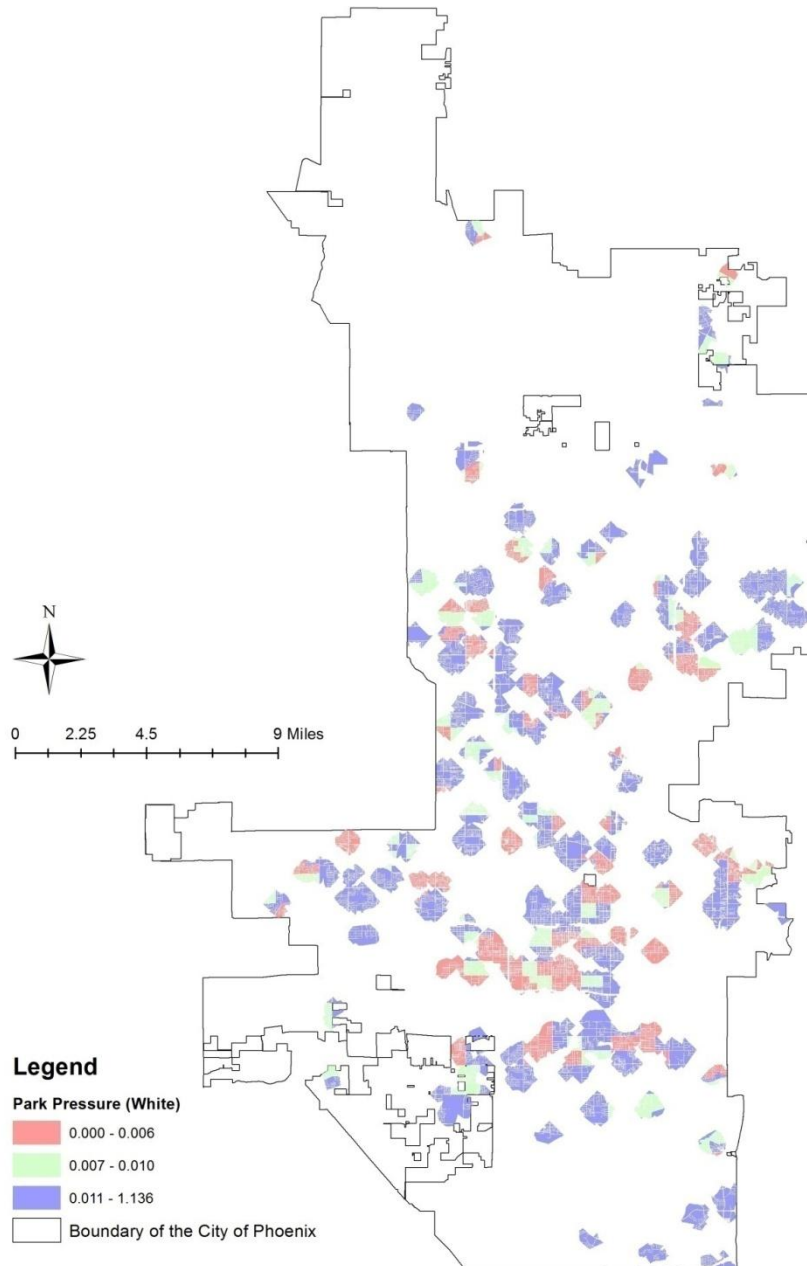 N
0 2.25 4.5 9 Miles
Legend
Park Pressure (White)
0.000 - 0.006
0.007 - 0.010
0.011 - 1.136
Boundary of the City of Phoenix